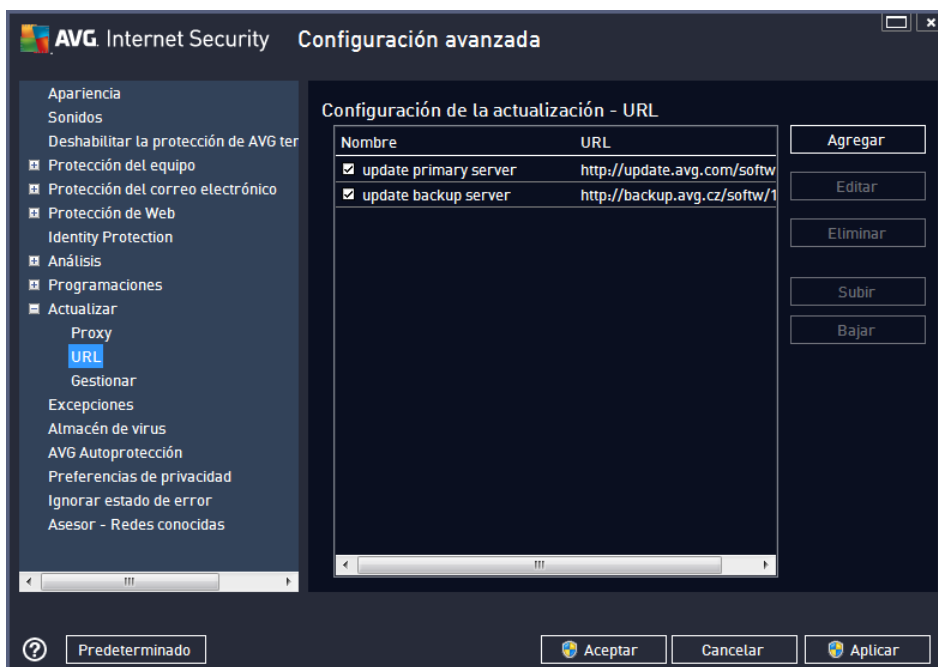 AVG. Internet Security Configuración avanzada
Apariencia
Sonidos
Deshabilitar la protección de AVG ter
Protección del equipo
Protección del correo electrónico
Protección de Web
Identity Protection
Análisis
Programaciones
Actualizar
Proxy
URL
Gestionar
Excepciones
Almacén de virus
AVG Autoprotección
Preferencias de privacidad
Ignorar estado de error
Asesor - Redes conocidas
Configuración de la actualización - URL
Nombre URL
update primary server http://update.avg.com/softw
update backup server http://backup.avg.cz/softw/1
Agregar
Editar
Eliminar
Subir
Bajar
? Predeterminado
Aceptar Cancelar Aplicar